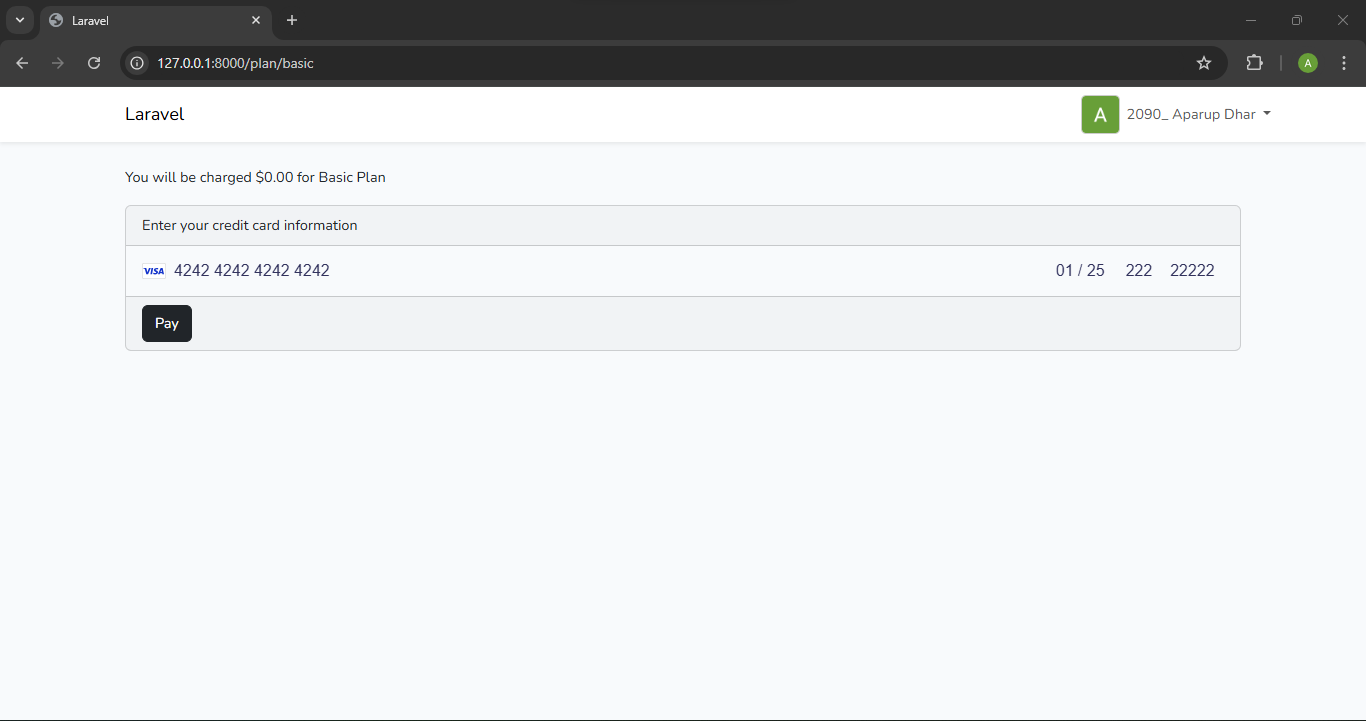 Laravel
127.0.0.1:8000/plan/basic
A
Laravel
A 2090_ Aparup Dhar
You will be charged $0.00 for Basic Plan
Enter your credit card information
VISA 4242 4242 4242 4242 01 / 25 222 22222
Pay